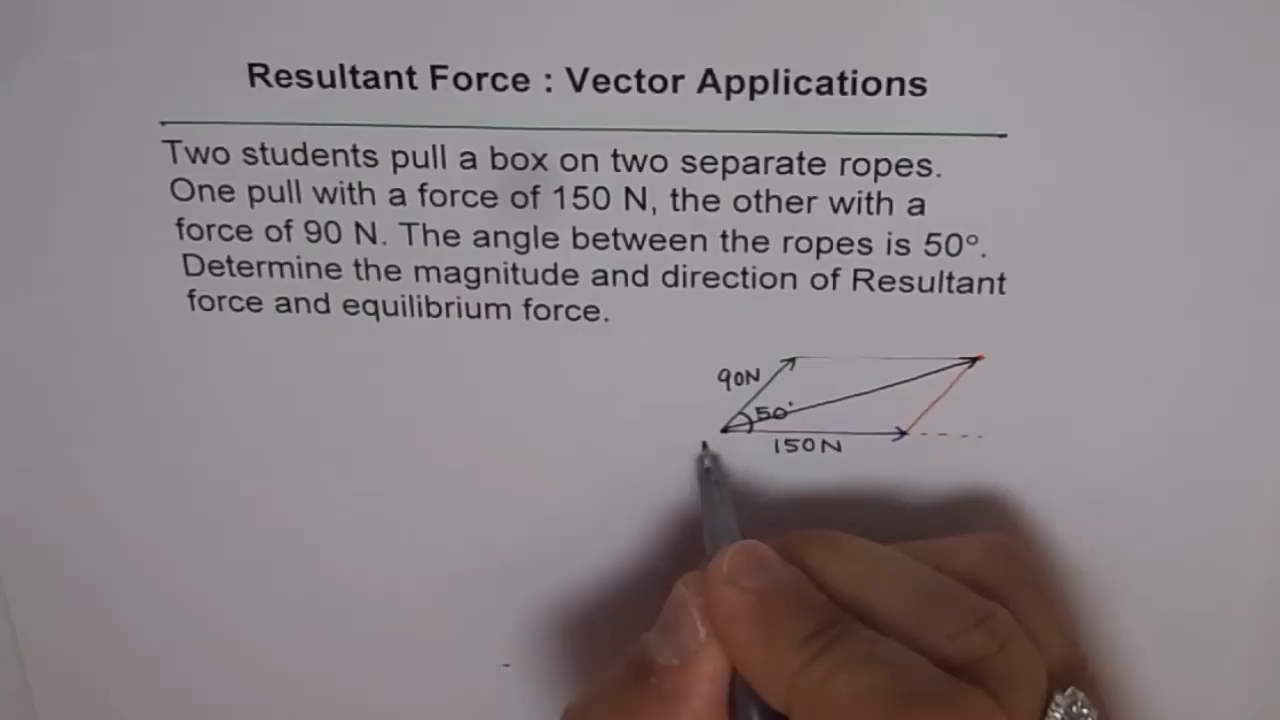 Resultant Force : Vector Applications
Two students pull a box on two separate ropes.
One pull with a force of 150 N, the other with a
force of 90 N. The angle between the ropes is 50°.
Determine the magnitude and direction of Resultant
force and equilibrium force.
90N
50°
150N